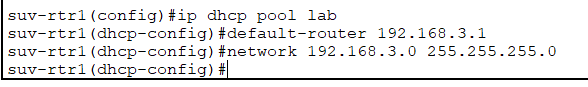 suv-rtr1(config)#ip dhcp pool lab
suv-rtr1(dhcp-config)#default-router 192.168.3.1
suv-rtr1(dhcp-config)#network 192.168.3.0 255.255.255.0
suv-rtr1(dhcp-config)#